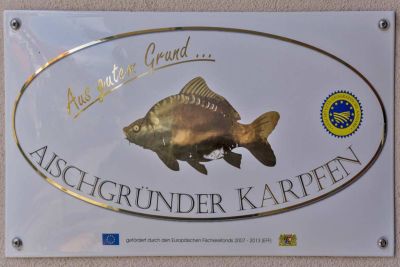 Aus gutem Grund ...
AISCHGRÜNDER KARPFEN
gefördert durch den Europäischen Fischereifonds 2007 - 2013 (EFF)